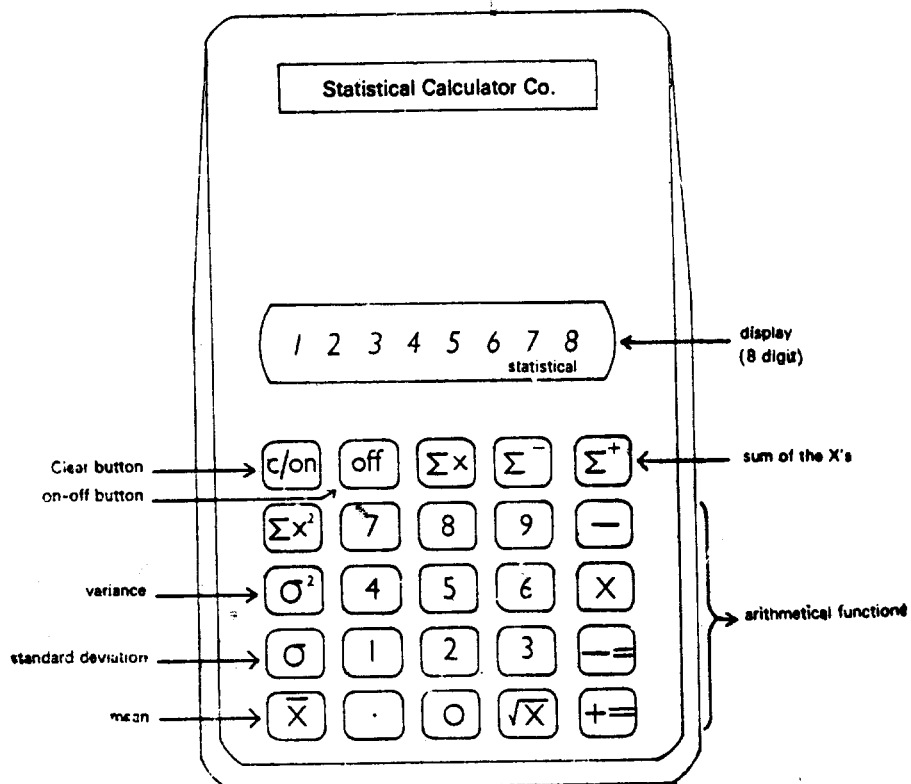 Statistical Calculator Co.
1 2 3 4 5 6 7 8
statistical
display
(8 digit)
Clear button
c/on off Σx Σ⁻ Σ⁺
sum of the X's
on-off button
Σx² 7 8 9 —
variance
σ² 4 5 6 X
arithmetical functions
standard deviation
σ 1 2 3 —=
mean
X̄ . 0 √X +=